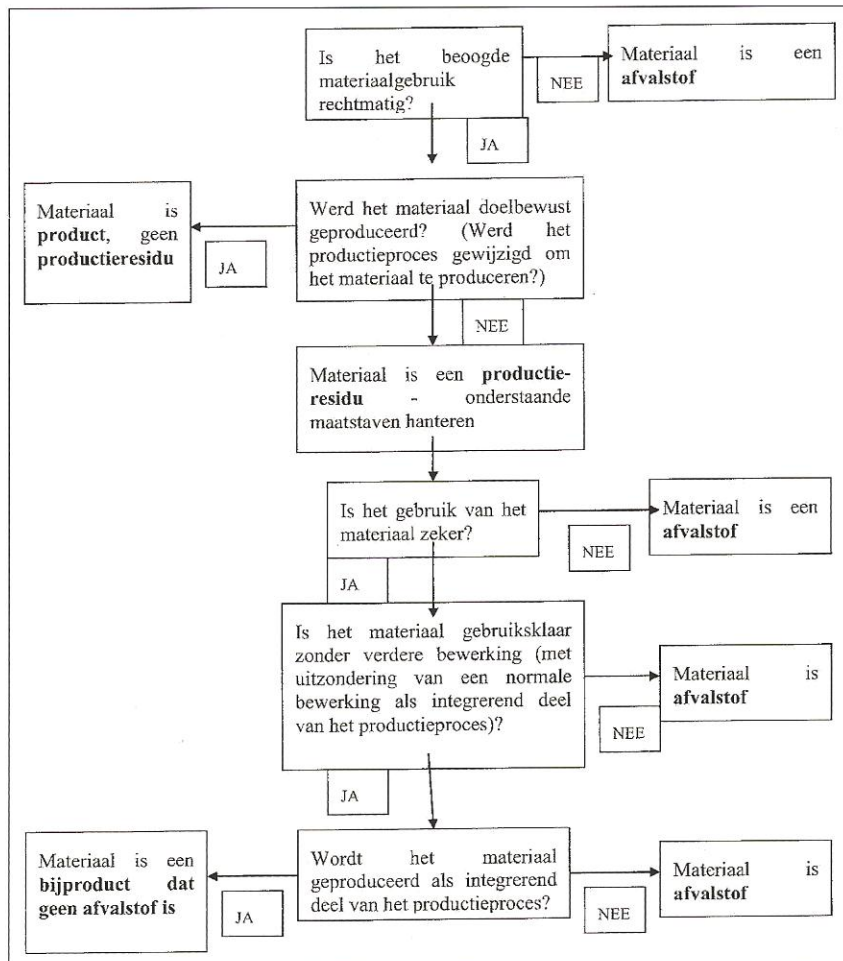 Is het beoogde
materiaalgebruik
rechtmatig?
NEE
Materiaal is een
afvalstof
JA
Materiaal is
product, geen
productieresidu
JA
Werd het materiaal doelbewust
geproduceerd? (Werd het
productieproces gewijzigd om
het materiaal te produceren?)
NEE
Materiaal is een productie-
residu - onderstaande
maatstaven hanteren
Is het gebruik van het
materiaal zeker?
NEE
Materiaal is een
afvalstof
JA
Is het materiaal gebruiksklaar
zonder verdere bewerking (met
uitzondering van een normale
bewerking als integrerend deel
van het productieproces)?
NEE
Materiaal is
afvalstof
JA
Materiaal is een
bijproduct dat
geen afvalstof is
JA
Wordt het materiaal
geproduceerd als integrerend
deel van het productieproces?
NEE
Materiaal is
afvalstof